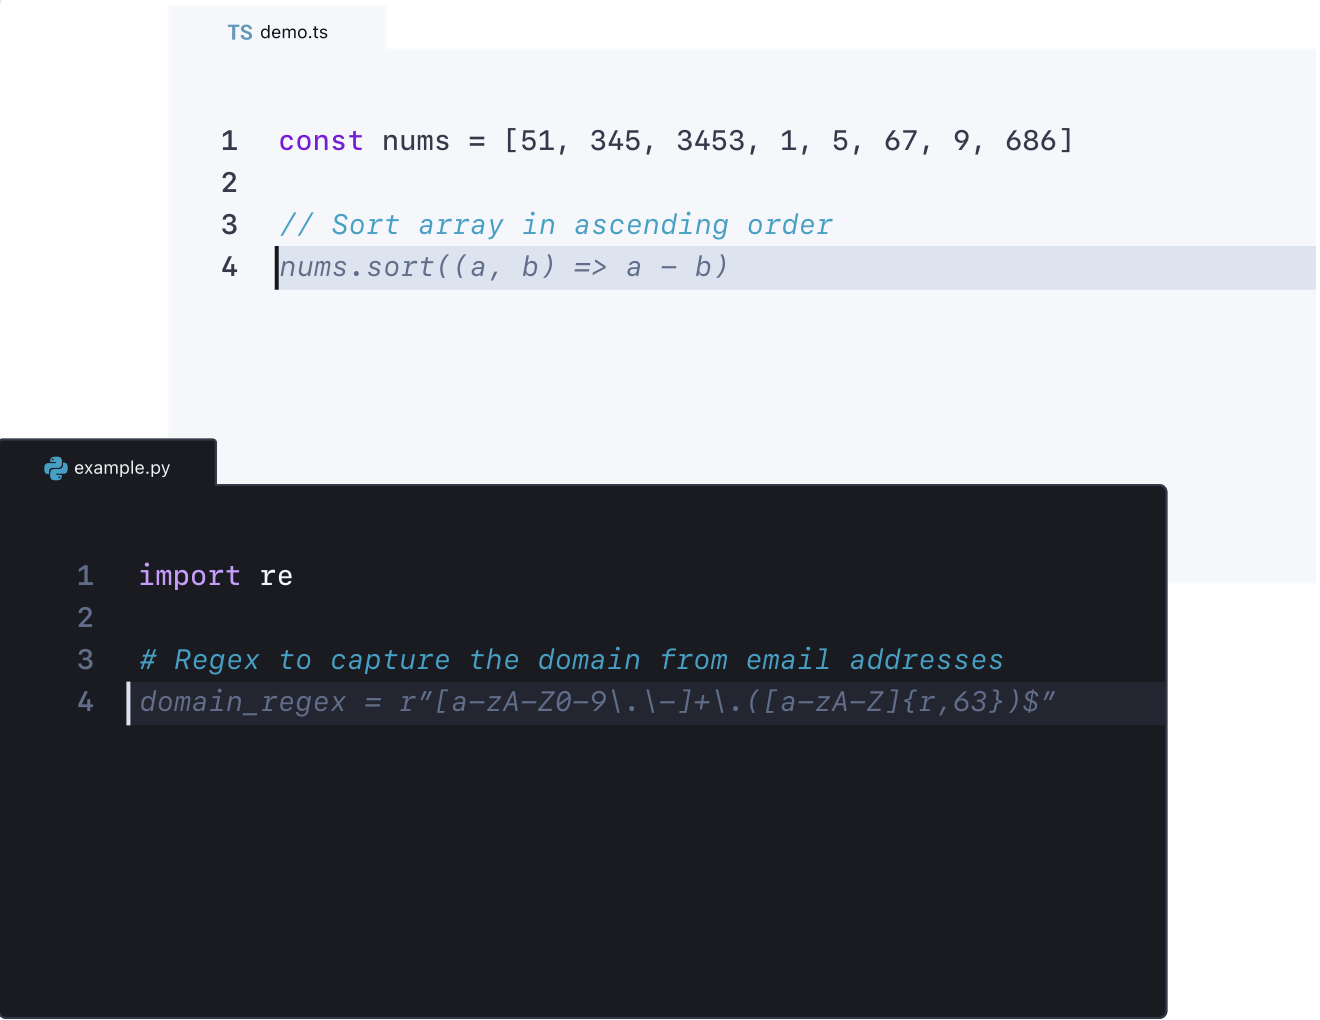 TS demo.ts
1 const nums = [51, 345, 3453, 1, 5, 67, 9, 686]
2
3 // Sort array in ascending order
4 nums.sort((a, b) => a – b)
example.py
1 import re
2
3 # Regex to capture the domain from email addresses
4 domain_regex = r”[a–zA–Z0–9\.\–]+\.([a–zA–Z]{r,63})$”